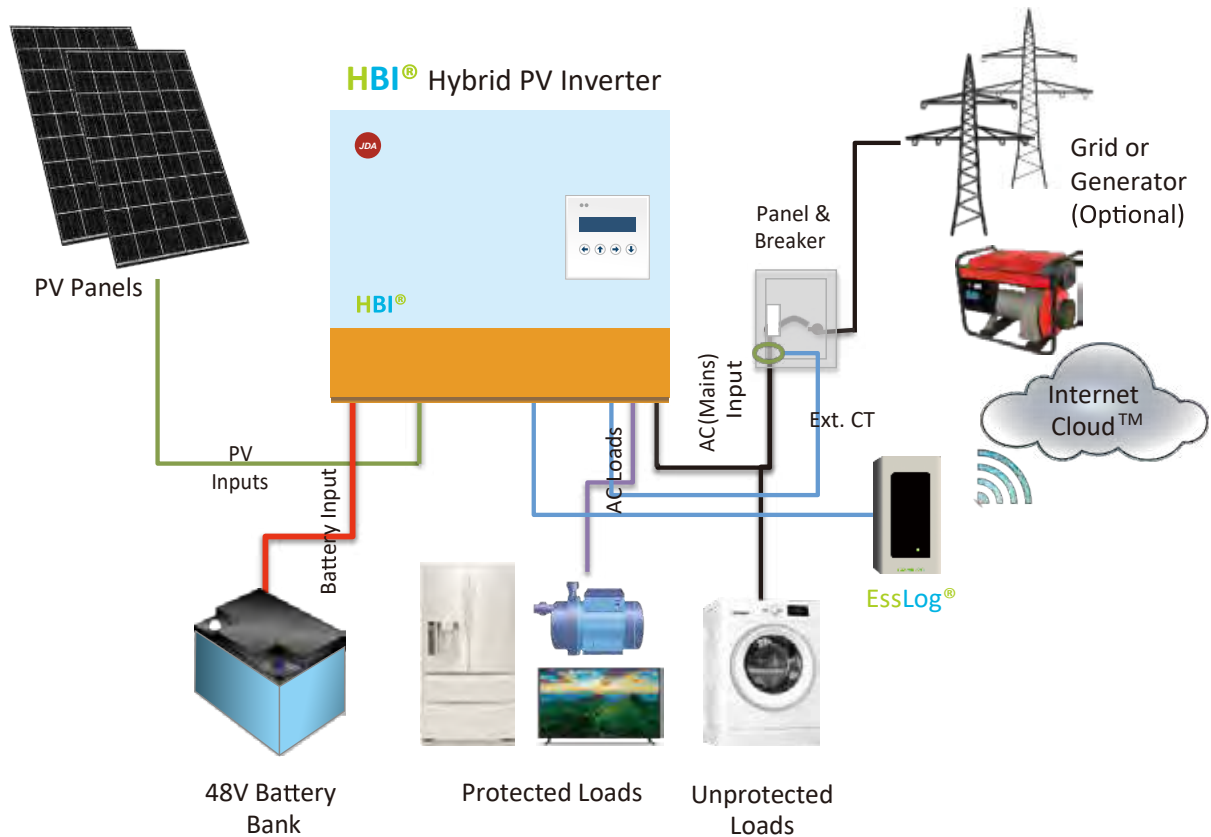 HBI® Hybrid PV Inverter
JDA
HBI®
PV Panels
Grid or
Generator
(Optional)
Panel &
Breaker
AC(Mains)
Input
Ext. CT
Internet
Cloud™
PV
Inputs
Battery Input
AC Loads
EssLog®
48V Battery
Bank
Protected Loads
Unprotected
Loads